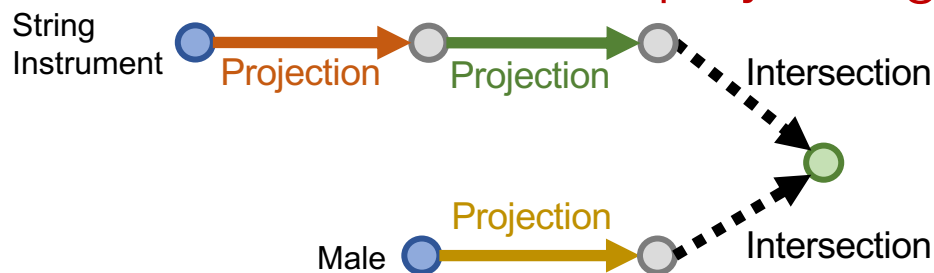 String
Instrument
Projection
Projection
Intersection
Projection
Male
Intersection